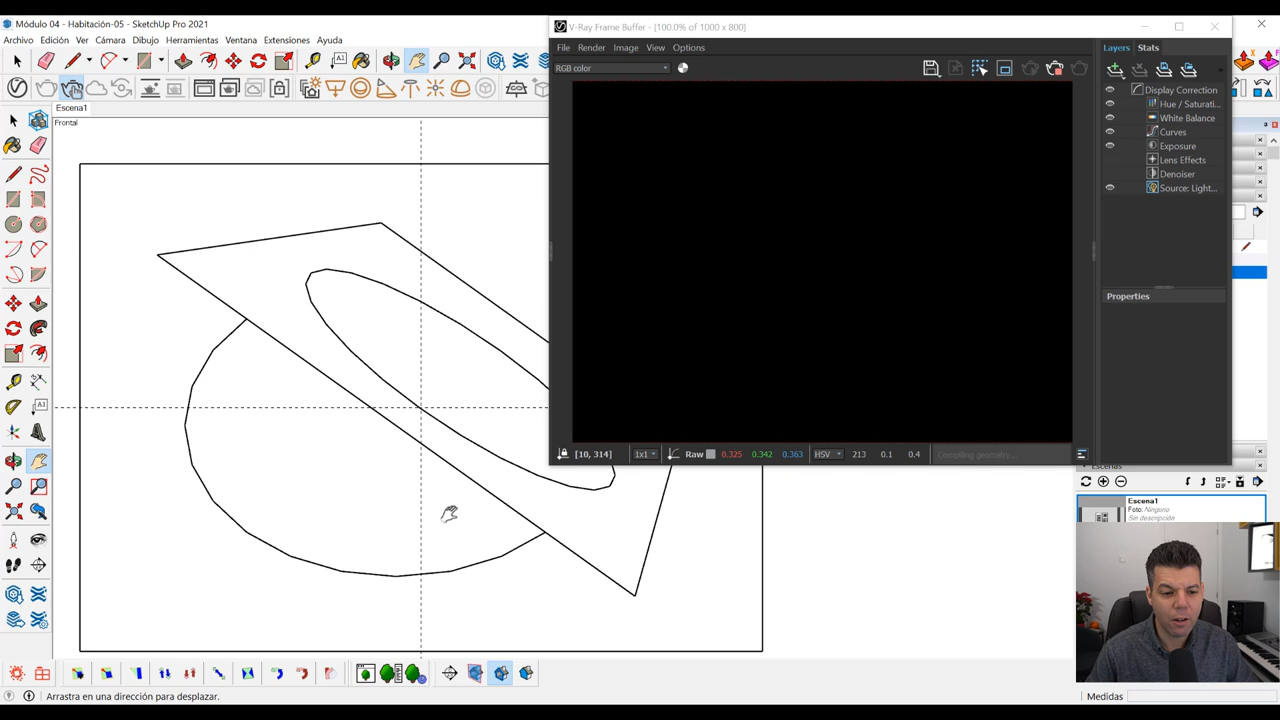 Módulo 04 - Habitación-05 - SketchUp Pro 2021
Archivo Edición Ver Cámara Dibujo Herramientas Ventana Extensiones Ayuda
Escena1
Frontal
V-Ray Frame Buffer - [100.0% of 1000 x 800]
File Render Image View Options
RGB color
Layers Stats
Display Correction
Hue / Saturati...
White Balance
Curves
Exposure
Lens Effects
Denoiser
Source: Light...
Properties
[10, 314] 1x1 Raw 0.325 0.342 0.363 HSV 213 0.1 0.4 Compiling geometry...
Escenas
Escena1
Foto: Ninguno
Sin descripción
Arrastra en una dirección para desplazar.
Medidas